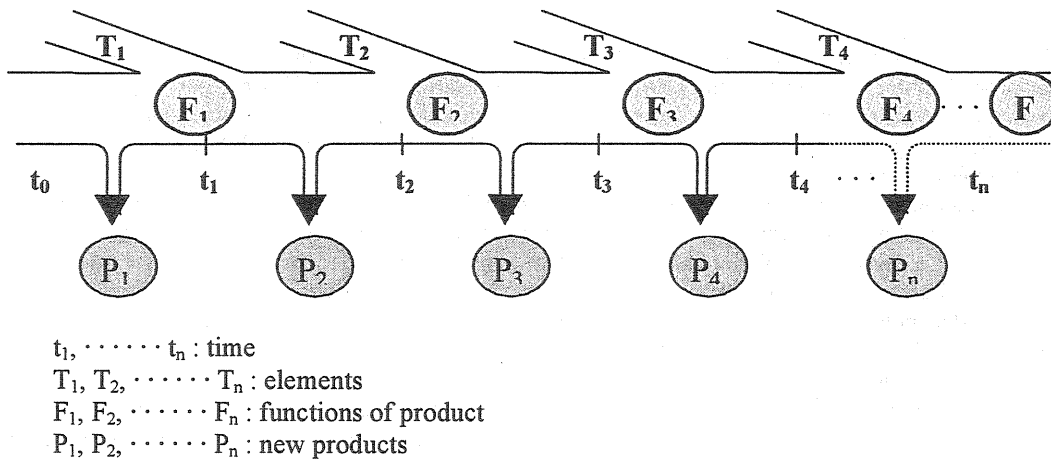 T₁ T₂ T₃ T₄
F₁ F₂ F₃ F₄ · · · F
t₀ t₁ t₂ t₃ t₄ · · · tₙ
P₁ P₂ P₃ P₄ Pₙ
t₁, · · · · · · tₙ : time
T₁, T₂, · · · · · · Tₙ : elements
F₁, F₂, · · · · · · Fₙ : functions of product
P₁, P₂, · · · · · · Pₙ : new products